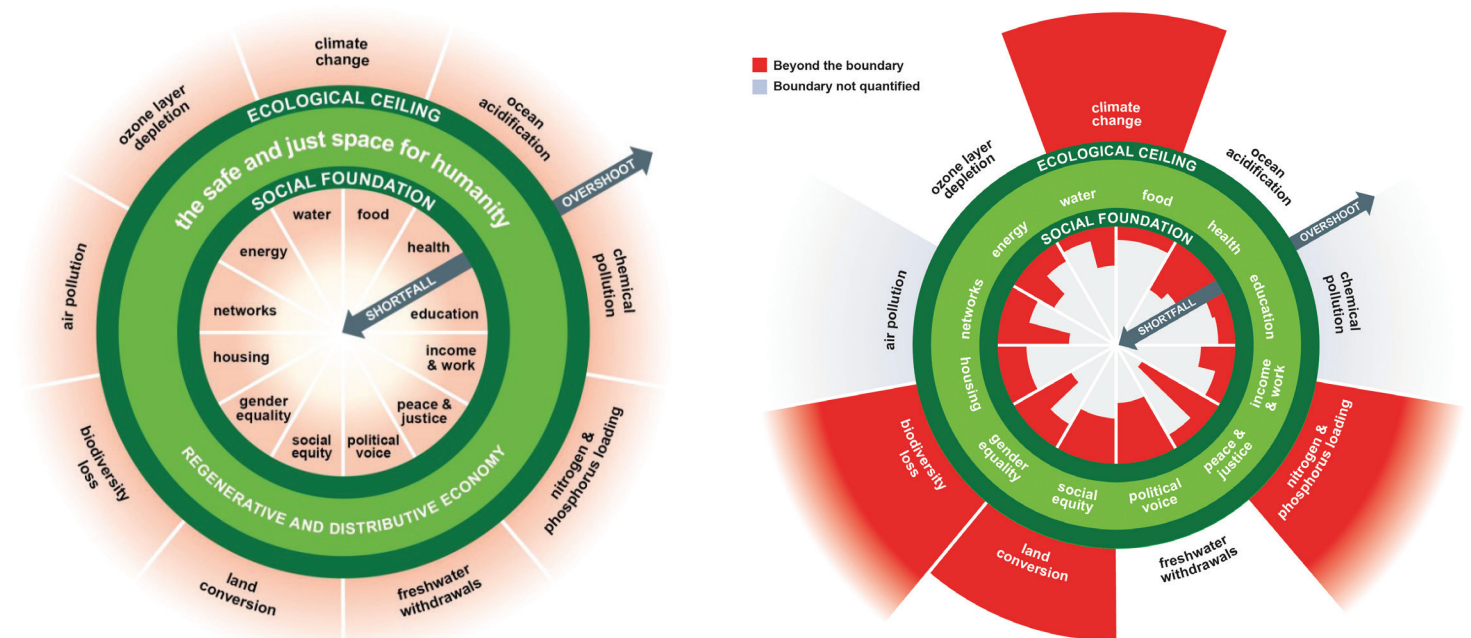 climate
change
ocean
acidification
chemical
pollution
nitrogen &
phosphorus loading
freshwater
withdrawals
land
conversion
biodiversity
loss
air pollution
ozone layer
depletion
ECOLOGICAL CEILING
the safe and just space for humanity
SOCIAL FOUNDATION
water
food
health
education
income
& work
peace &
justice
political
voice
social
equity
gender
equality
housing
networks
energy
OVERSHOOT
SHORTFALL
REGENERATIVE AND DISTRIBUTIVE ECONOMY
Beyond the boundary
Boundary not quantified
climate
change
ocean
acidification
chemical
pollution
nitrogen &
phosphorus loading
freshwater
withdrawals
land
conversion
biodiversity
loss
air pollution
ozone layer
depletion
ECOLOGICAL CEILING
water
food
health
education
income
& work
peace &
justice
political
voice
social
equity
gender
equality
housing
networks
energy
SOCIAL FOUNDATION
OVERSHOOT
SHORTFALL